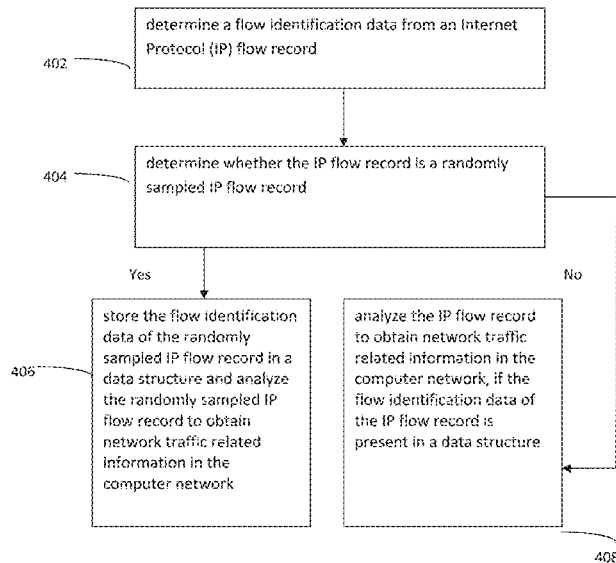 determine a flow identification data from an Internet
Protocol (IP) flow record
402
determine whether the IP flow record is a randomly
sampled IP flow record
404
Yes
No
store the flow identification
data of the randomly
sampled IP flow record in a
data structure and analyze
the randomly sampled IP
flow record to obtain
network traffic related
information in the
computer network
406
analyze the IP flow record
to obtain network traffic
related information in the
computer network, if the
flow identification data of
the IP flow record is
present in a data structure
408